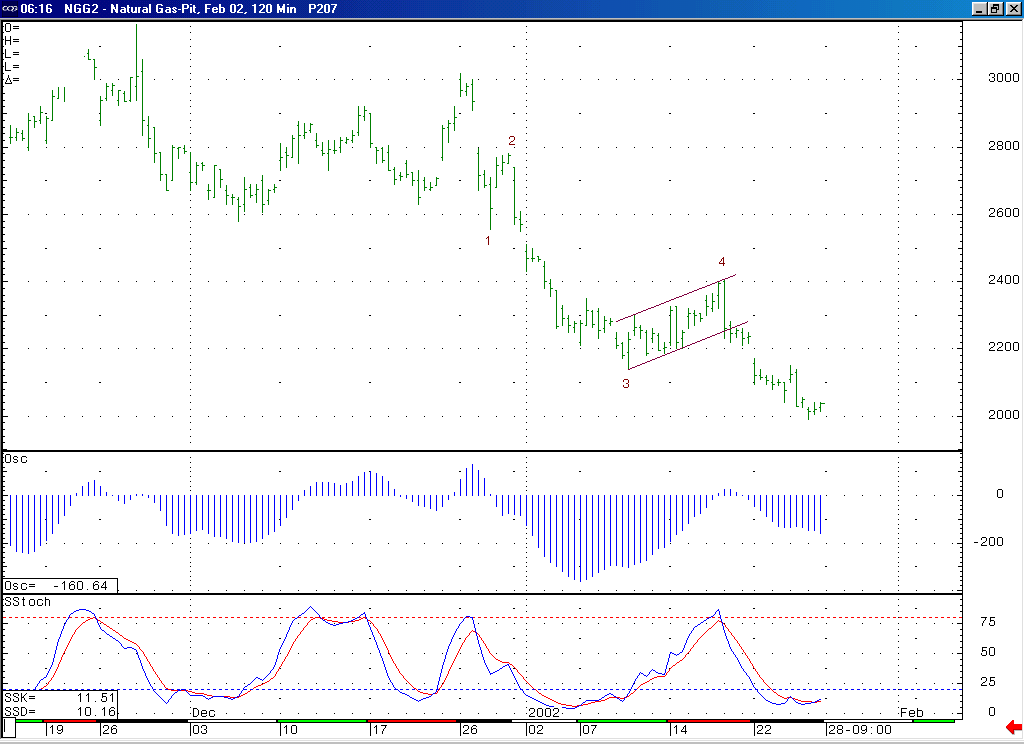 06:16 NGG2 - Natural Gas-Pit, Feb 02, 120 Min P207
O=
H=
L=
L=
Δ=
3000
2800
2600
2400
2200
2000
1
2
3
4
Osc
0
-200
Osc= -160.64
SStoch
75
50
25
0
SSK= 11.51
SSD= 10.16
Dec 2002 Feb
19 26 03 10 17 26 02 07 14 22 28-09:00